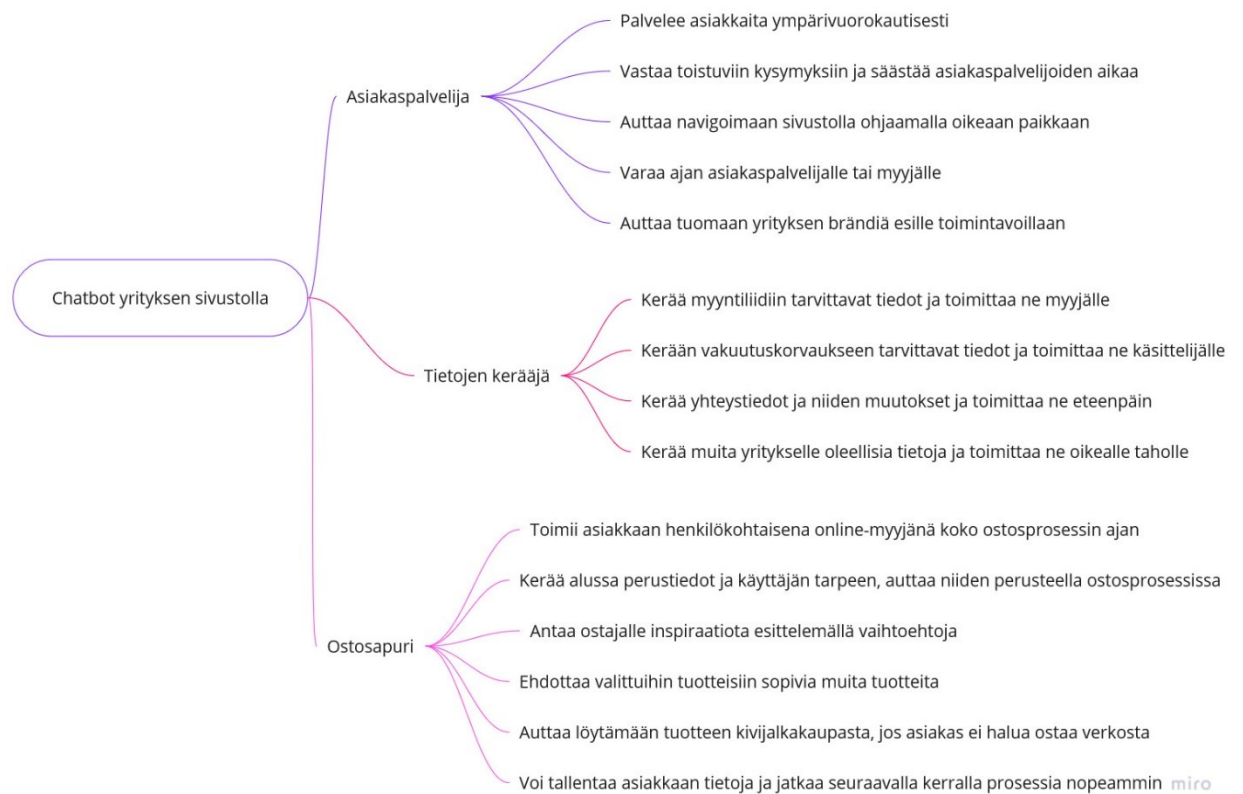 Chatbot yrityksen sivustolla
Asiakaspalvelija
Palvelee asiakkaita ympärivuorokautisesti
Vastaa toistuviin kysymyksiin ja säästää asiakaspalvelijoiden aikaa
Auttaa navigoimaan sivustolla ohjaamalla oikeaan paikkaan
Varaa ajan asiakaspalvelijalle tai myyjälle
Auttaa tuomaan yrityksen brändiä esille toimintavoillaan
Tietojen kerääjä
Kerää myyntiliidiin tarvittavat tiedot ja toimittaa ne myyjälle
Kerään vakuutuskorvaukseen tarvittavat tiedot ja toimittaa ne käsittelijälle
Kerää yhteystiedot ja niiden muutokset ja toimittaa ne eteenpäin
Kerää muita yritykselle oleellisia tietoja ja toimittaa ne oikealle taholle
Ostosapuri
Toimii asiakkaan henkilökohtaisena online-myyjänä koko ostosprosessin ajan
Kerää alussa perustiedot ja käyttäjän tarpeen, auttaa niiden perusteella ostosprosessissa
Antaa ostajalle inspiraatiota esittelemällä vaihtoehtoja
Ehdottaa valittuihin tuotteisiin sopivia muita tuotteita
Auttaa löytämään tuotteen kivijalkakaupasta, jos asiakas ei halua ostaa verkosta
Voi tallentaa asiakkaan tietoja ja jatkaa seuraavalla kerralla prosessia nopeammin
miro